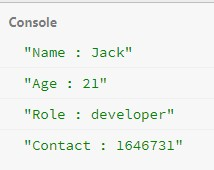 Console
"Name : Jack"
"Age : 21"
"Role : developer"
"Contact : 1646731"